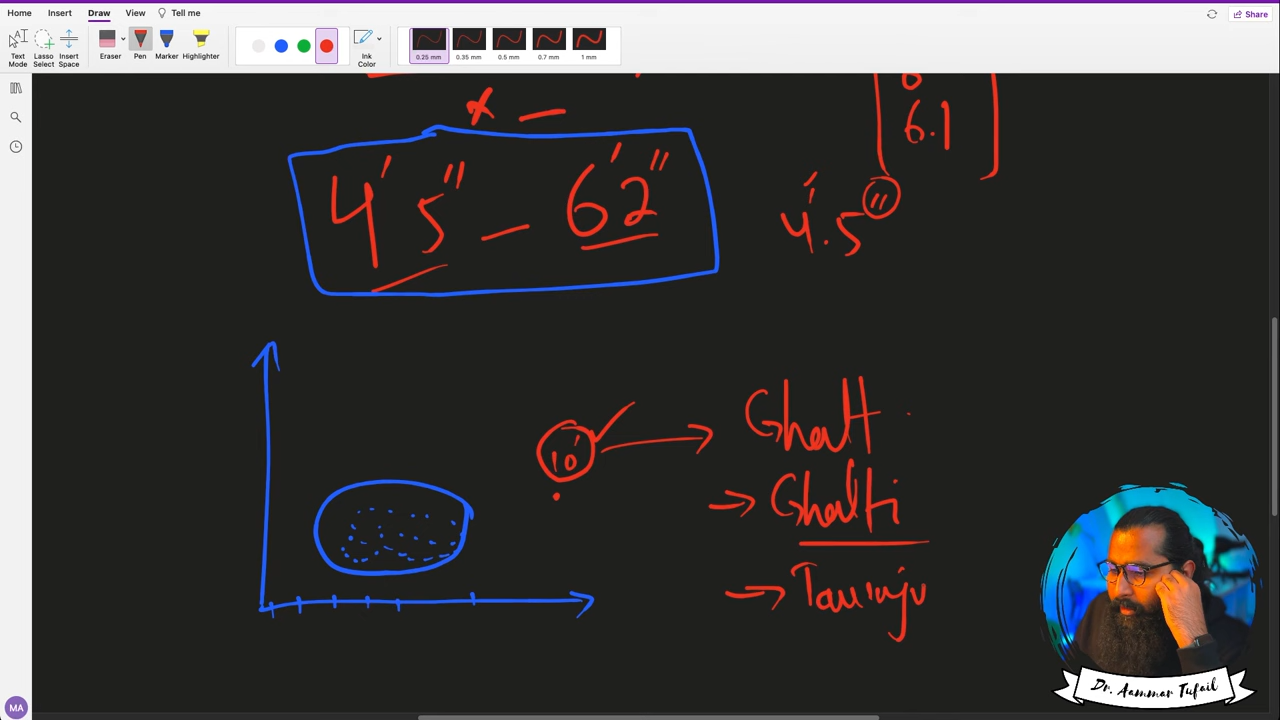 Home Insert Draw View Tell me
Share
Text Mode
Lasso Select
Insert Space
Eraser
Pen
Marker
Highlighter
Ink Color
0.25 mm
0.35 mm
0.5 mm
0.7 mm
1 mm
6.1
4' 5" – 6'2"
4'.5"
10'
Ghalt
→ Ghalti
MA
Dr. Aammar Tufail